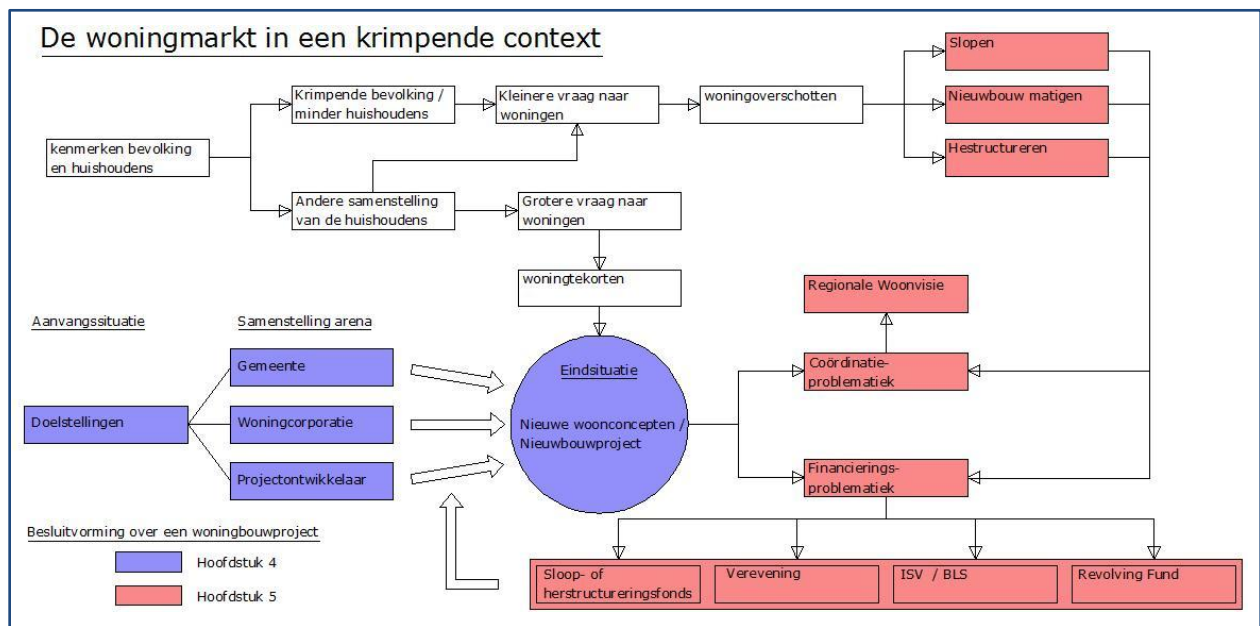 De woningmarkt in een krimpende context
Slopen
Krimpende bevolking /
minder huishoudens
Kleinere vraag naar
woningen
woningoverschotten
Nieuwbouw matigen
kenmerken bevolking
en huishoudens
Hestructureren
Andere samenstelling
van de huishoudens
Grotere vraag naar
woningen
woningtekorten
Regionale Woonvisie
Aanvangssituatie
Samenstelling arena
Gemeente
Eindsituatie
Coördinatie-
problematiek
Doelstellingen
Woningcorporatie
Nieuwe woonconcepten /
Nieuwbouwproject
Projectontwikkelaar
Financierings-
problematiek
Besluitvorming over een woningbouwproject
Hoofdstuk 4
Hoofdstuk 5
Sloop- of
herstructureringsfonds
Verevening
ISV / BLS
Revolving Fund